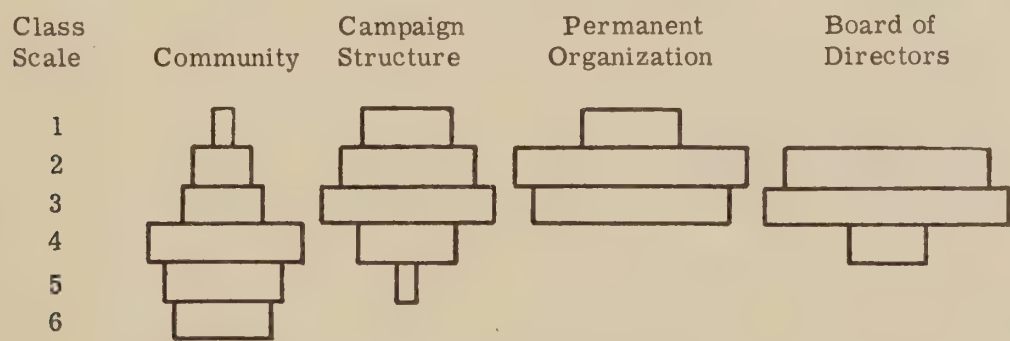 Class Scale
Community
Campaign Structure
Permanent Organization
Board of Directors
1
2
3
4
5
6